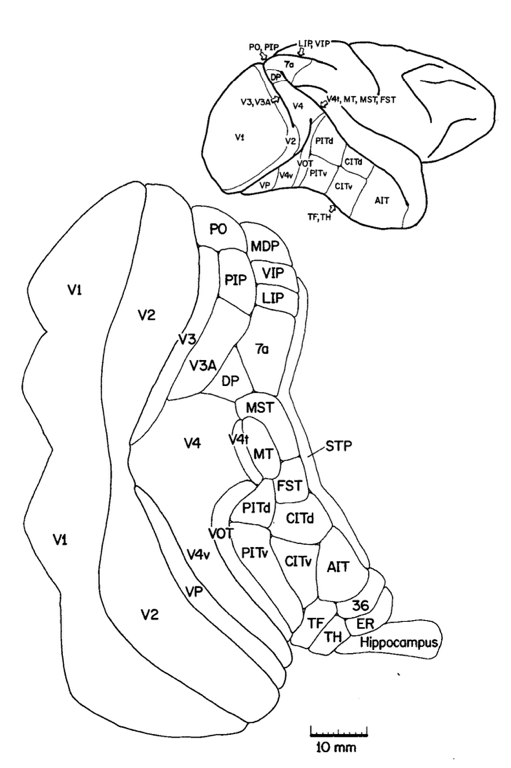 PO, PIP
LIP, VIP
7a
DP
V3, V3A
V4
V4t, MT, MST, FST
V1
V2
PITd
VOT
CITd
PITv
V4v
VP
CITv
AIT
TF, TH
PO
MDP
VIP
PIP
LIP
V1
V2
V3
7a
V3A
DP
MST
V4
V4t
MT
STP
FST
PITd
CITd
VOT
V1
PITv
V4v
CITv
AIT
VP
36
V2
TF
ER
TH
Hippocampus
10 mm